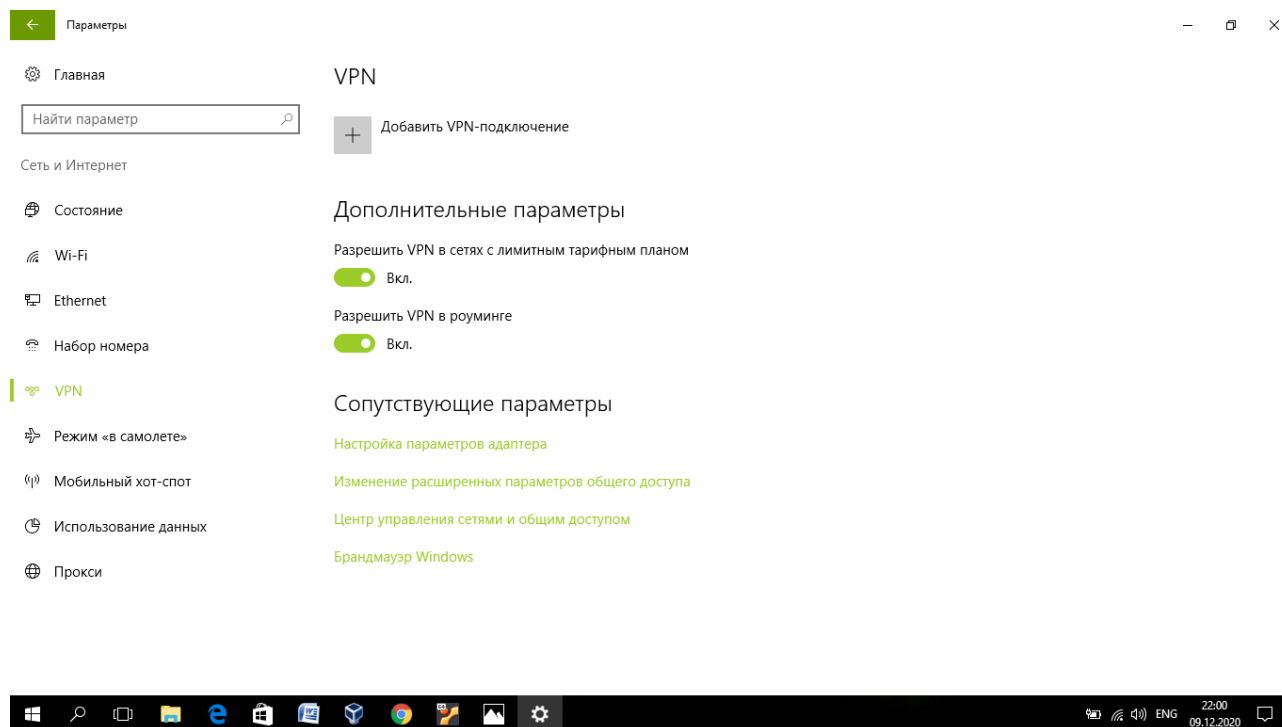 Параметры
Главная
Найти параметр
Сеть и Интернет
Состояние
Wi-Fi
Ethernet
Набор номера
VPN
Режим «в самолете»
Мобильный хот-спот
Использование данных
Прокси
VPN
Добавить VPN-подключение
Дополнительные параметры
Разрешить VPN в сетях с лимитным тарифным планом
Вкл.
Разрешить VPN в роуминге
Вкл.
Сопутствующие параметры
Настройка параметров адаптера
Изменение расширенных параметров общего доступа
Центр управления сетями и общим доступом
Брандмауэр Windows
ENG
22:00
09.12.2020